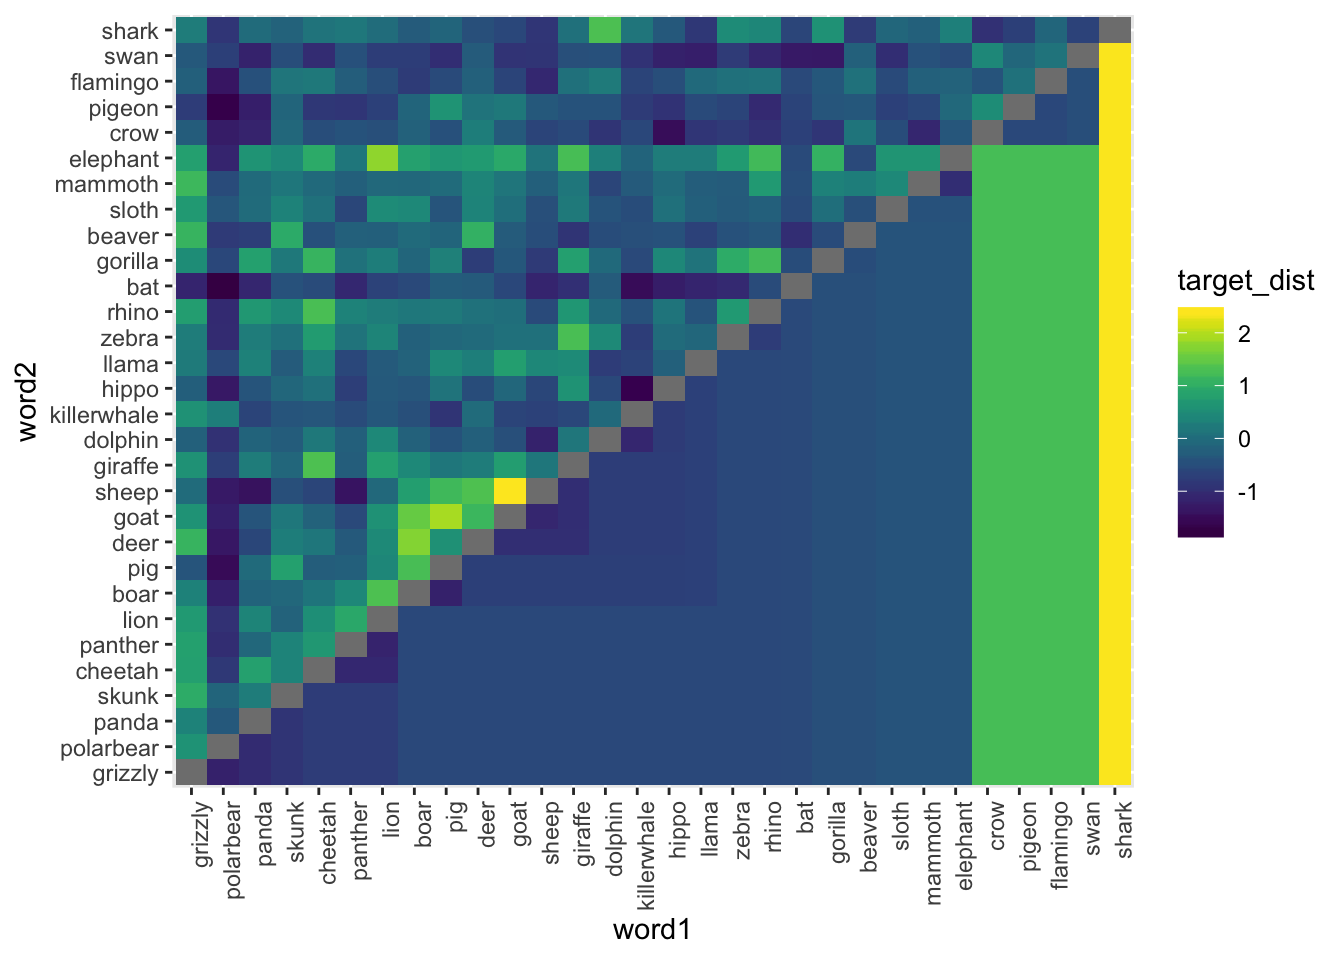 shark
swan
flamingo
pigeon
crow
elephant
mammoth
sloth
beaver
gorilla
bat
rhino
zebra
llama
hippo
killerwhale
dolphin
giraffe
sheep
goat
deer
pig
boar
lion
panther
cheetah
skunk
panda
polarbear
grizzly
word2
grizzly
polarbear
panda
skunk
cheetah
panther
lion
boar
pig
deer
goat
sheep
giraffe
dolphin
killerwhale
hippo
llama
zebra
rhino
bat
gorilla
beaver
sloth
mammoth
elephant
crow
pigeon
flamingo
swan
shark
word1
target_dist
2
1
0
-1